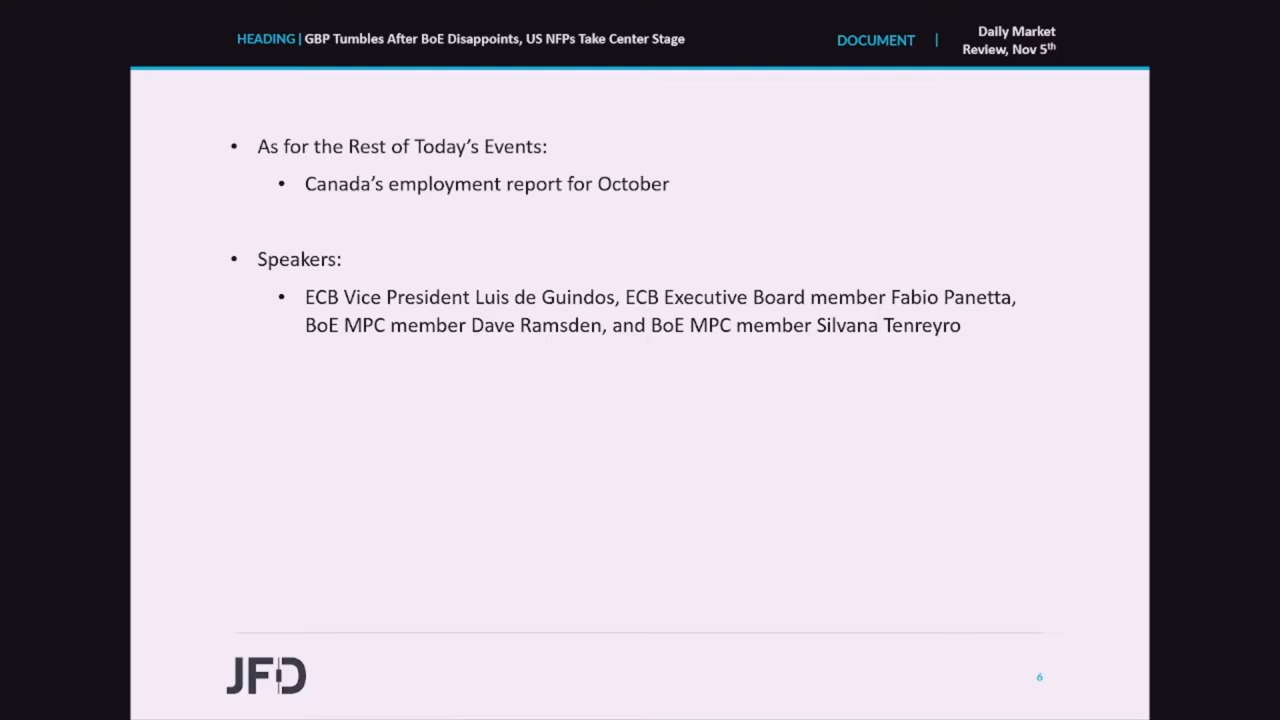 HEADING | GBP Tumbles After BoE Disappoints, US NFPs Take Center Stage
DOCUMENT | Daily Market
Review, Nov 5th
• As for the Rest of Today's Events:
• Canada's employment report for October
• Speakers:
• ECB Vice President Luis de Guindos, ECB Executive Board member Fabio Panetta,
BoE MPC member Dave Ramsden, and BoE MPC member Silvana Tenreyro
JFD
6